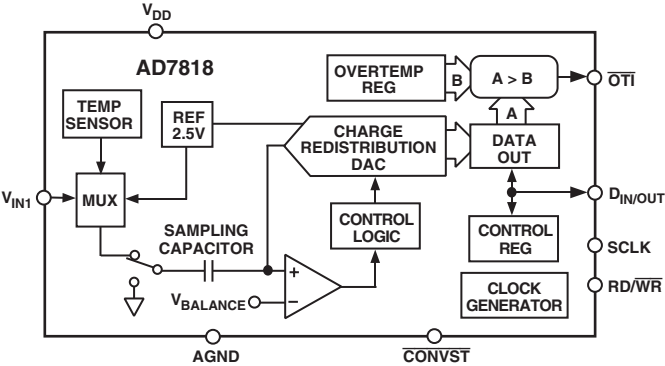 VDD
AD7818
OVERTEMP
REG
B
A > B
OTI
TEMP
SENSOR
REF
2.5V
A
CHARGE
REDISTRIBUTION
DAC
DATA
OUT
VIN1
MUX
DIN/OUT
SAMPLING
CAPACITOR
CONTROL
LOGIC
CONTROL
REG
SCLK
+
VBALANCE
−
CLOCK
GENERATOR
RD/WR
AGND
CONVST